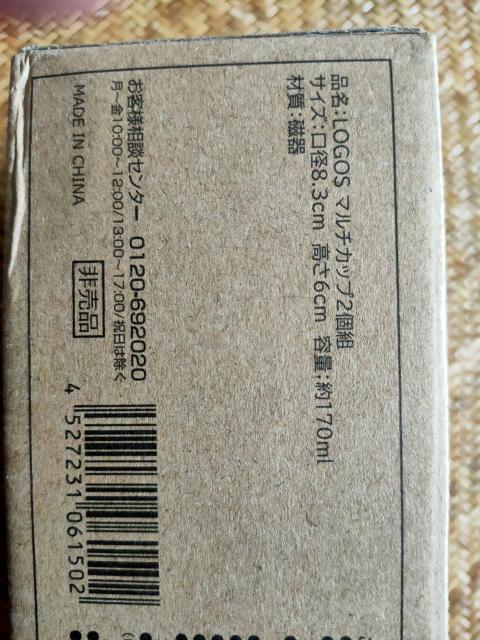 品名：LOGOS マルチカップ2個組
サイズ：口径8.3cm 高さ6cm 容量：約170ml
材質：磁器
お客様相談センター 0120-692020
月～金10:00～12:00/13:00～17:00/祝日は除く
MADE IN CHINA
非売品
4 527231 061502